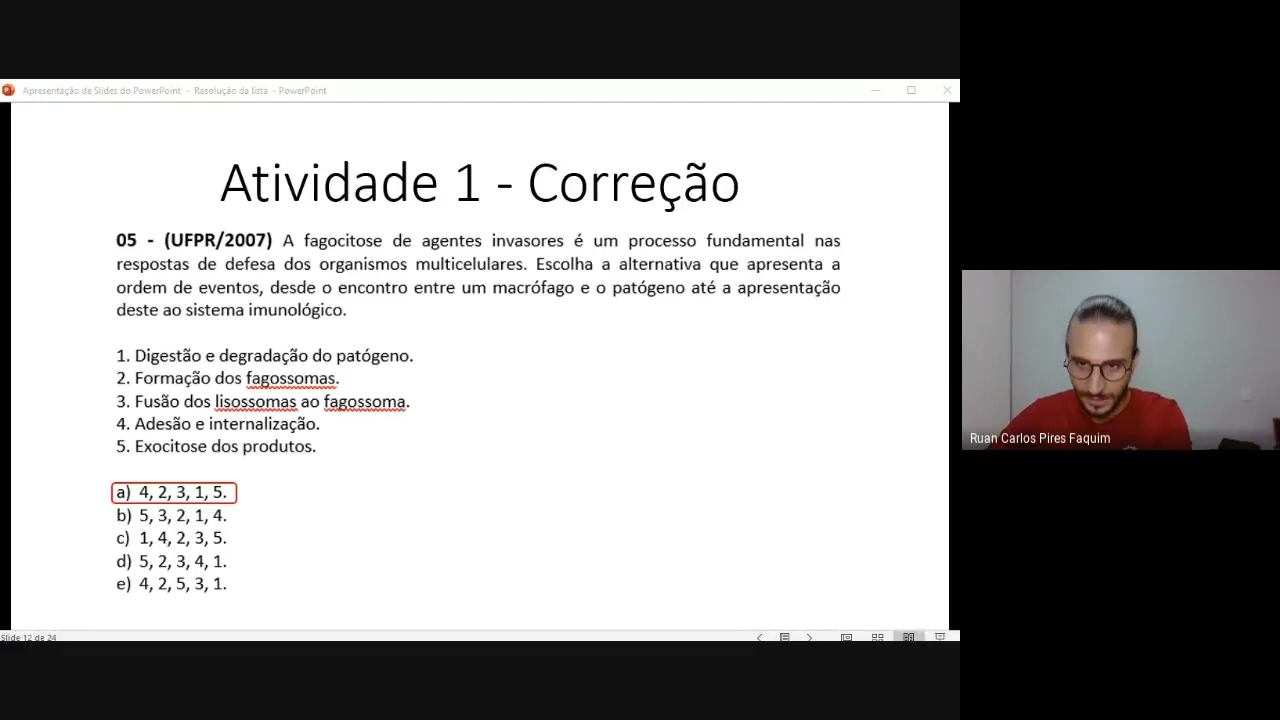 Apresentação de Slides do PowerPoint - Resolução da lista - PowerPoint
Atividade 1 - Correção
05 - (UFPR/2007) A fagocitose de agentes invasores é um processo fundamental nas
respostas de defesa dos organismos multicelulares. Escolha a alternativa que apresenta a
ordem de eventos, desde o encontro entre um macrófago e o patógeno até a apresentação
deste ao sistema imunológico.
1. Digestão e degradação do patógeno.
2. Formação dos fagossomas.
3. Fusão dos lisossomas ao fagossoma.
4. Adesão e internalização.
5. Exocitose dos produtos.
a) 4, 2, 3, 1, 5.
b) 5, 3, 2, 1, 4.
c) 1, 4, 2, 3, 5.
d) 5, 2, 3, 4, 1.
e) 4, 2, 5, 3, 1.
Slide 12 de 24
Ruan Carlos Pires Faquim